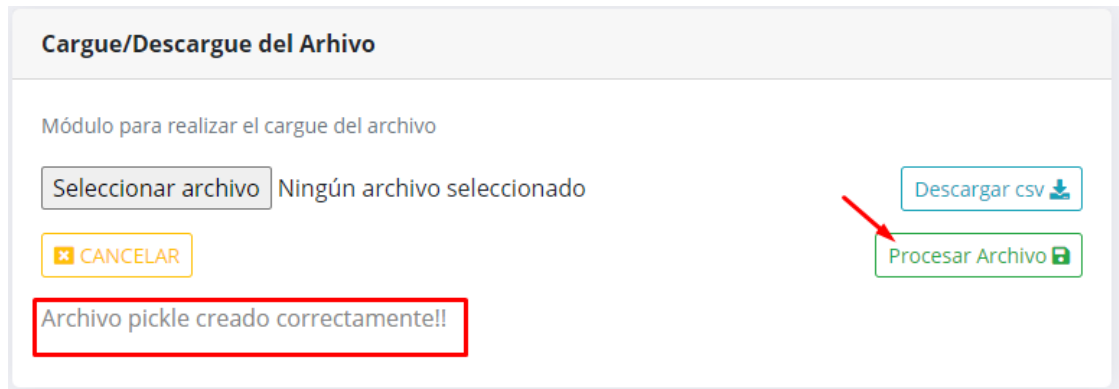 Cargue/Descargue del Arhivo
Módulo para realizar el cargue del archivo
Seleccionar archivo Ningún archivo seleccionado
Descargar csv
CANCELAR
Procesar Archivo
Archivo pickle creado correctamente!!